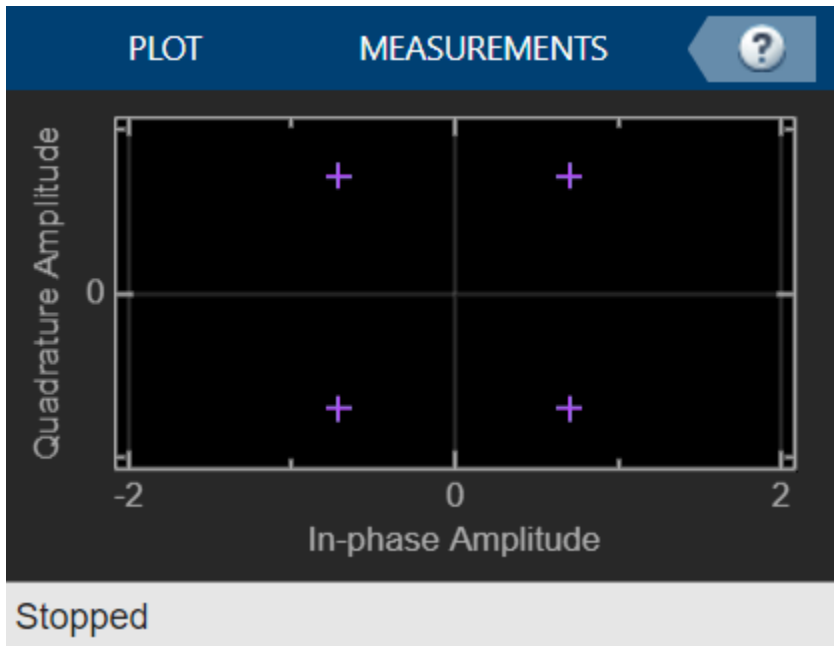 PLOT MEASUREMENTS ?
Quadrature Amplitude
0
-2 0 2
In-phase Amplitude
Stopped